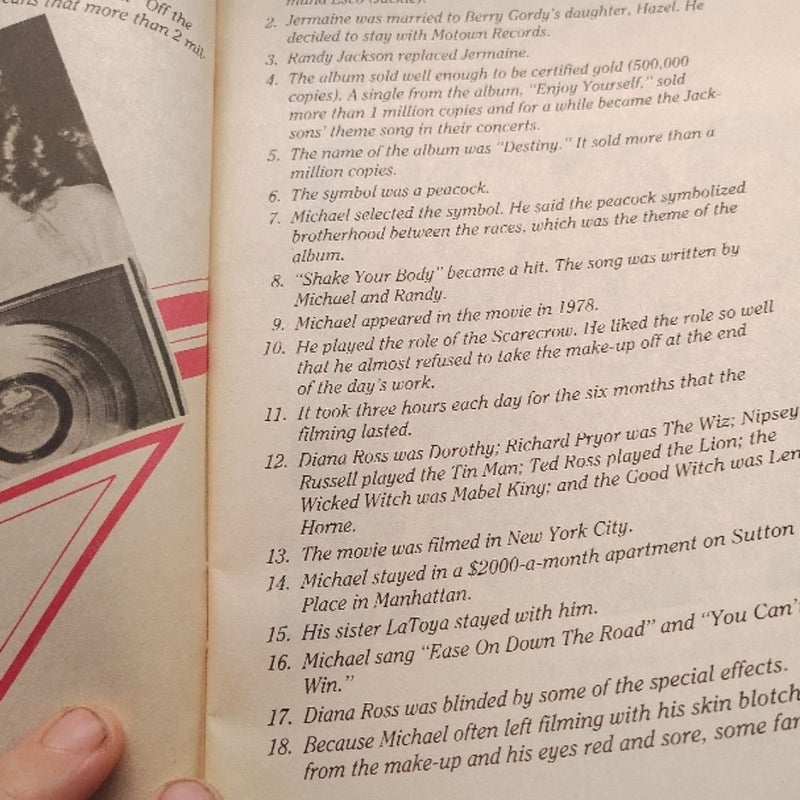 Off the
that more than 2 mil-
2. Jermaine was married to Berry Gordy's daughter, Hazel. He
decided to stay with Motown Records.
3. Randy Jackson replaced Jermaine.
4. The album sold well enough to be certified gold (500,000
copies). A single from the album, "Enjoy Yourself," sold
more than 1 million copies and for a while became the Jack-
sons' theme song in their concerts.
5. The name of the album was "Destiny." It sold more than a
million copies.
6. The symbol was a peacock.
7. Michael selected the symbol. He said the peacock symbolized
brotherhood between the races, which was the theme of the
album.
8. "Shake Your Body" became a hit. The song was written by
Michael and Randy.
9. Michael appeared in the movie in 1978.
10. He played the role of the Scarecrow. He liked the role so well
that he almost refused to take the make-up off at the end
of the day's work.
11. It took three hours each day for the six months that the
filming lasted.
12. Diana Ross was Dorothy; Richard Pryor was The Wiz; Nipsey
Russell played the Tin Man; Ted Ross played the Lion; the
Wicked Witch was Mabel King; and the Good Witch was Len
Horne.
13. The movie was filmed in New York City.
14. Michael stayed in a $2000-a-month apartment on Sutton
Place in Manhattan.
15. His sister LaToya stayed with him.
16. Michael sang "Ease On Down The Road" and "You Can't
Win."
17. Diana Ross was blinded by some of the special effects.
18. Because Michael often left filming with his skin blotch
from the make-up and his eyes red and sore, some fan